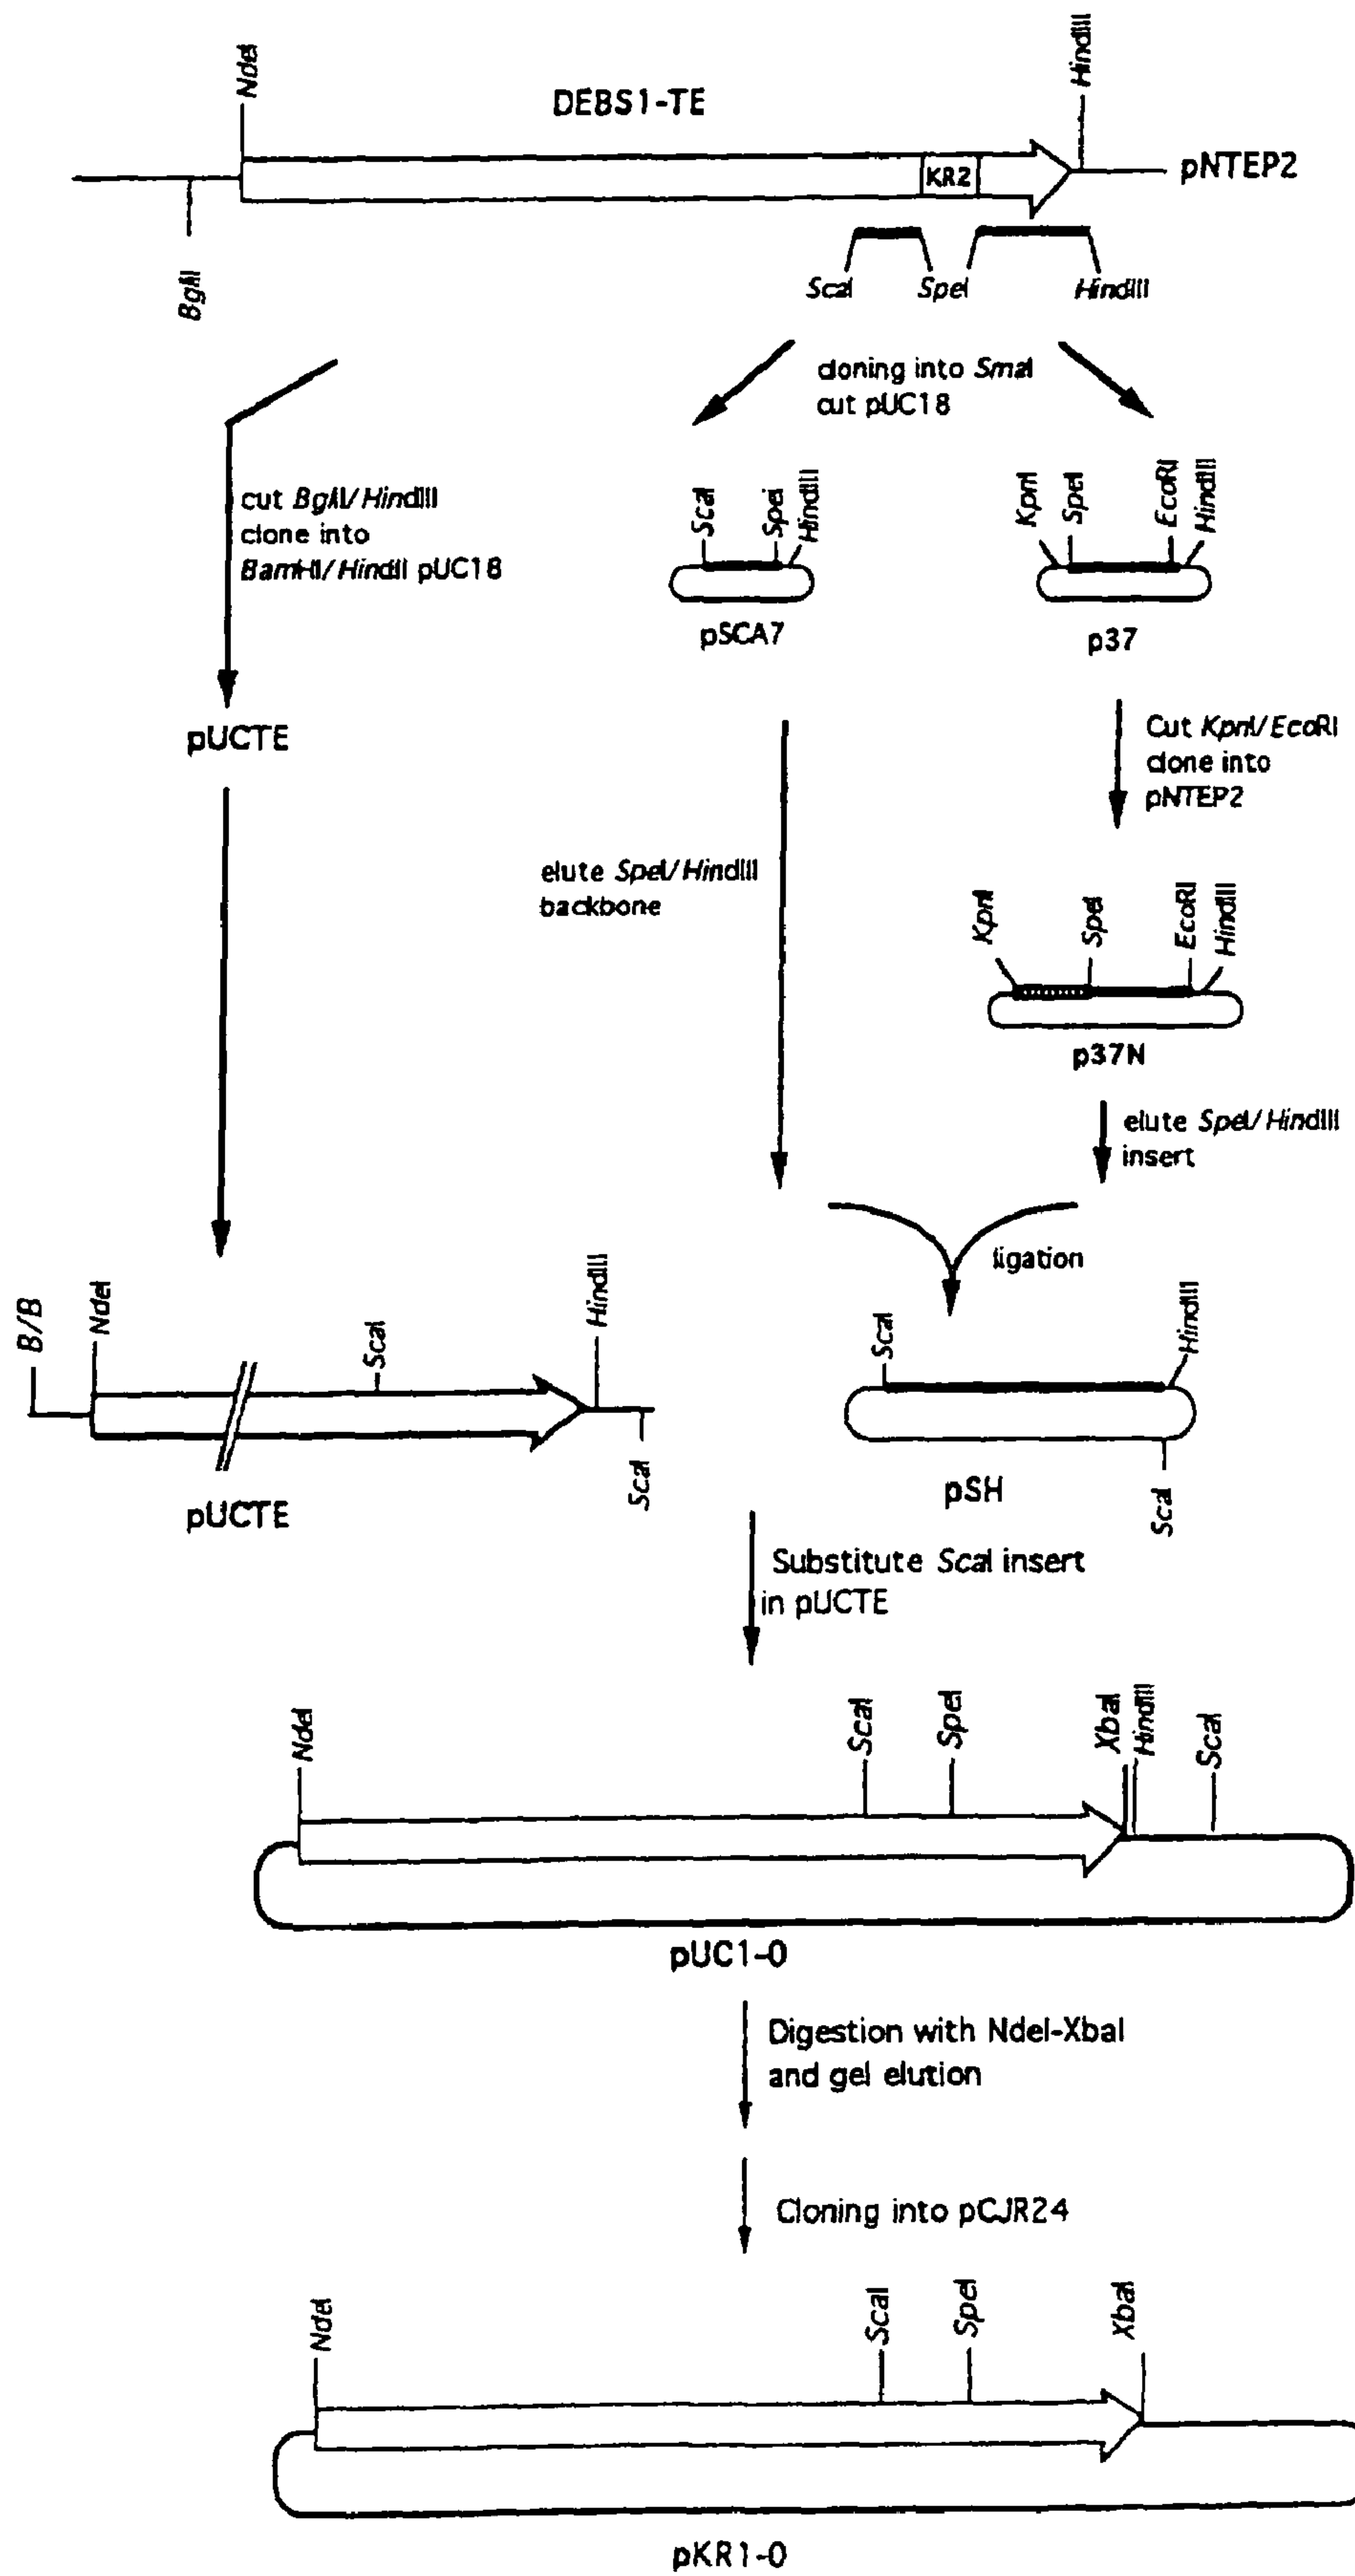 NdeI
HindIII
DEBS1-TE
KR2
pNTEP2
BglII
ScaI
SpeI
HindIII
cloning into SmaI
cut pUC18
cut BglII/HindIII
clone into
BamHI/HindII pUC18
ScaI
SpeI
HindIII
pSCA7
KpnI
SpeI
EcoRI
HindIII
p37
pUCTE
Cut KpnI/EcoRI
clone into
pNTEP2
elute SpeI/HindIII
backbone
KpnI
SpeI
EcoRI
HindIII
p37N
elute SpeI/HindIII
insert
ligation
B/B
NdeI
ScaI
HindIII
ScaI
pUCTE
ScaI
HindIII
ScaI
pSH
Substitute ScaI insert
in pUCTE
NdeI
ScaI
SpeI
XbaI
HindIII
ScaI
pUC1-0
Digestion with NdeI-XbaI
and gel elution
Cloning into pCJR24
NdeI
ScaI
SpeI
XbaI
pKR1-0